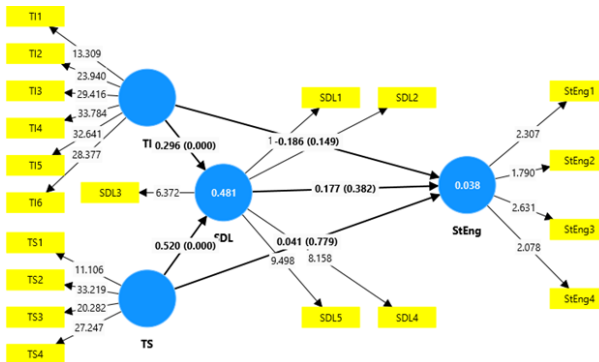 TI1
TI2
TI3
TI4
TI5
TI6
13.309
23.940
29.416
33.784
32.641
28.377
TI
0.296 (0.000)
SDL1
SDL2
-0.186 (0.149)
SDL3
6.372
0.481
SDL
0.177 (0.382)
0.038
StEng
StEng1
StEng2
StEng3
StEng4
2.307
1.790
2.631
2.078
TS1
TS2
TS3
TS4
11.106
33.219
20.282
27.247
TS
0.520 (0.000)
0.041 (0.779)
9.498
8.158
SDL5
SDL4